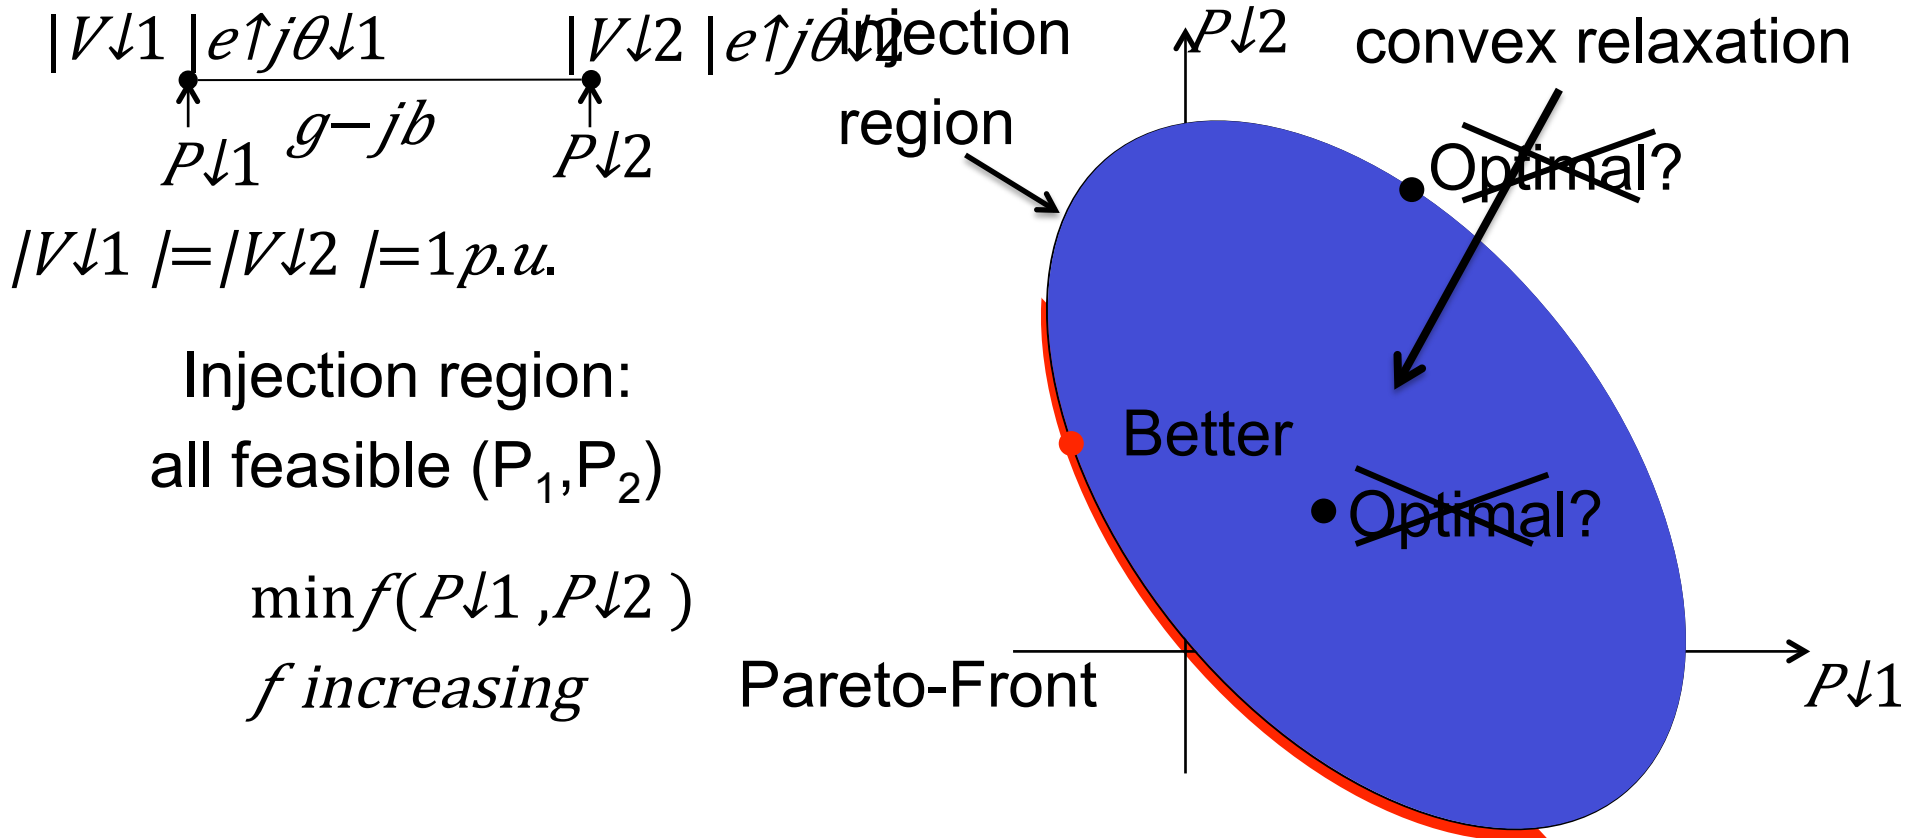 |V↓1 |e↑jθ↓1
|V↓2 |e↑jθ↓2
g−jb
P↓1
P↓2
|V↓1 |=|V↓2 |=1p.u.
Injection region:
all feasible (P₁,P₂)
min f(P↓1 ,P↓2 )
f increasing
injection
region
P↓2
convex relaxation
Optimal?
Better
Optimal?
Pareto-Front
P↓1